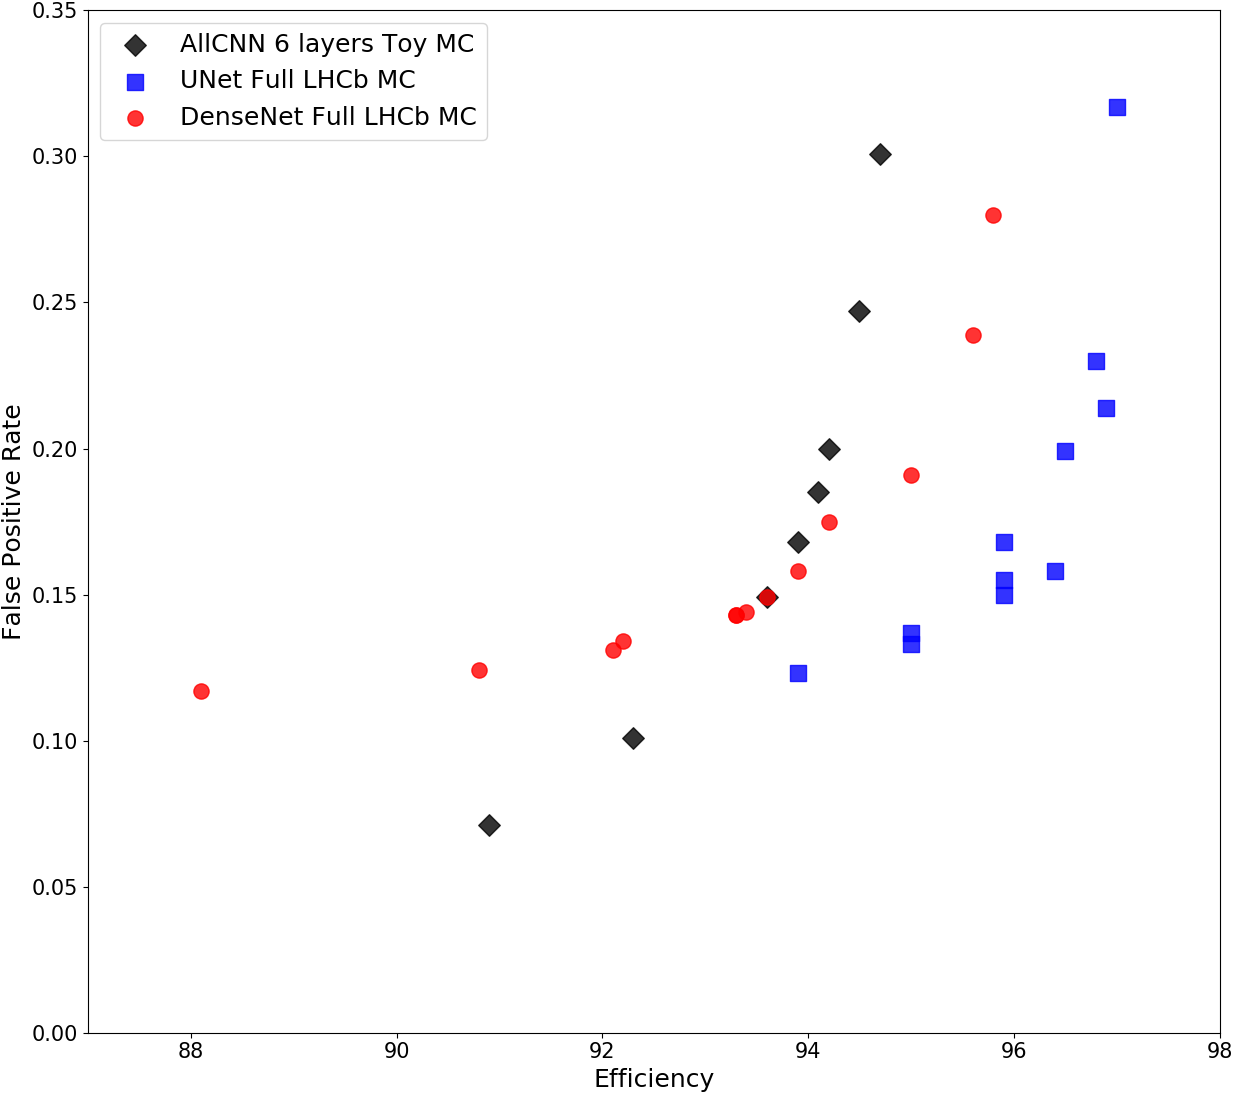 AllCNN 6 layers Toy MC
UNet Full LHCb MC
DenseNet Full LHCb MC
0.35
0.30
0.25
0.20
0.15
0.10
0.05
0.00
False Positive Rate
88 90 92 94 96 98
Efficiency